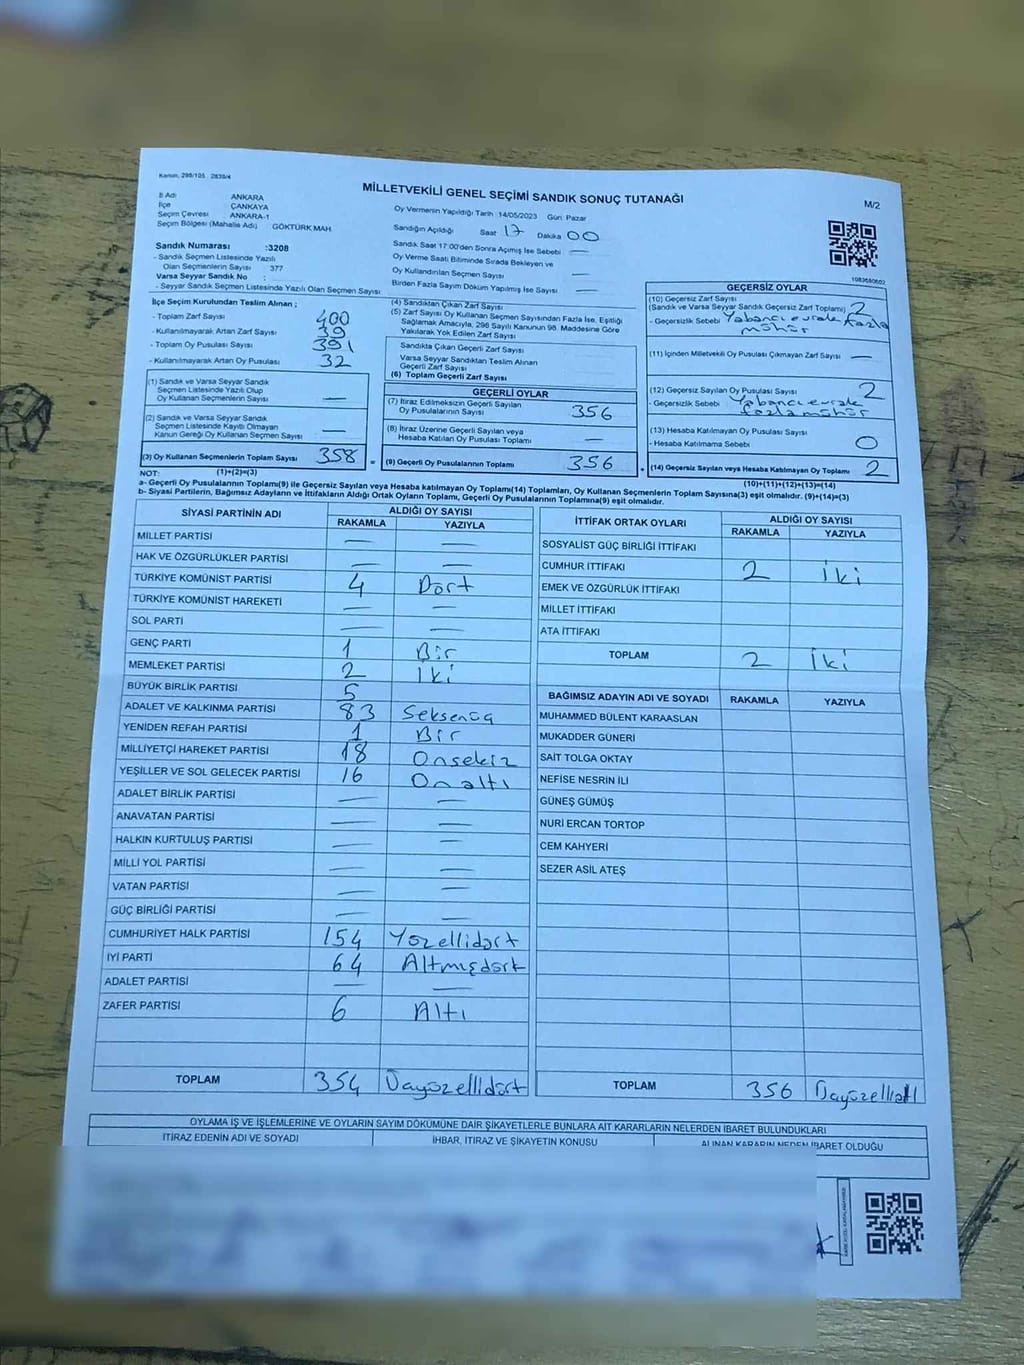 Kanun, 298/105 2839/4
MİLLETVEKİLİ GENEL SEÇİMİ SANDIK SONUÇ TUTANAĞI
M/2
İl Adı ANKARA
İlçe ÇANKAYA
Seçim Çevresi ANKARA-1
Seçim Bölgesi (Mahalle Adı) GÖKTÜRK MAH.
Sandık Numarası :3208
- Sandık Seçmen Listesinde Yazılı
Olan Seçmenlerin Sayısı 377
Varsa Seyyar Sandık No :
- Seyyar Sandık Seçmen Listesinde Yazılı Olan Seçmen Sayısı:
Oy Vermenin Yapıldığı Tarih 14/05/2023 Gün: Pazar
Sandığın Açıldığı Saat 17 Dakika 00
Sandık Saat 17:00'den Sonra Açılmış İse Sebebi —
Oy Verme Saati Bitiminde Sırada Bekleyen ve
Oy Kullandırılan Seçmen Sayısı —
Birden Fazla Sayım Döküm Yapılmış İse Sayısı —
İlçe Seçim Kurulundan Teslim Alınan ;
- Toplam Zarf Sayısı 400
- Kullanılmayarak Artan Zarf Sayısı 39
- Toplam Oy Pusulası Sayısı 391
- Kullanılmayarak Artan Oy Pusulası 32
(1) Sandık ve Varsa Seyyar Sandık
Seçmen Listesinde Yazılı Olup
Oy Kullanan Seçmenlerin Sayısı —
(2) Sandık ve Varsa Seyyar Sandık
Seçmen Listesinde Kayıtlı Olmayan
Kanun Gereği Oy Kullanan Seçmen Sayısı —
(3) Oy Kullanan Seçmenlerin Toplam Sayısı 358
(1)+(2)=(3)
(4) Sandıktan Çıkan Zarf Sayısı
(5) Zarf Sayısı Oy Kullanan Seçmen Sayısından Fazla İse, Eşitliği
Sağlamak Amacıyla, 298 Sayılı Kanunun 98. Maddesine Göre
Yakılarak Yok Edilen Zarf Sayısı
Sandıkta Çıkan Geçerli Zarf Sayısı
Varsa Seyyar Sandıktan Teslim Alınan
Geçerli Zarf Sayısı
(6) Toplam Geçerli Zarf Sayısı
GEÇERLİ OYLAR
(7) İtiraz Edilmeksizin Geçerli Sayılan
Oy Pusulalarının Sayısı 356
(8) İtiraz Üzerine Geçerli Sayılan veya
Hesaba Katılan Oy Pusulası Toplamı —
= (9) Geçerli Oy Pusulalarının Toplamı 356
GEÇERSİZ OYLAR
(10) Geçersiz Zarf Sayısı
(Sandık ve Varsa Seyyar Sandık Geçersiz Zarf Toplamı) 2
- Geçersizlik Sebebi Yabancı evrak fazla
mühür
(11) İçinden Milletvekili Oy Pusulası Çıkmayan Zarf Sayısı —
(12) Geçersiz Sayılan Oy Pusulası Sayısı 2
- Geçersizlik Sebebi Yabancı evrak
fazla mühür
(13) Hesaba Katılmayan Oy Pusulası Sayısı
- Hesaba Katılmama Sebebi 0
(14) Geçersiz Sayılan veya Hesaba Katılmayan Oy Toplamı 2
(10)+(11)+(12)+(13)=(14)
NOT:
a- Geçerli Oy Pusulalarının Toplamı(9) ile Geçersiz Sayılan veya Hesaba katılmayan Oy Toplamı(14) Toplamları, Oy Kullanan Seçmenlerin Toplam Sayısına(3) eşit olmalıdır. (9)+(14)=(3)
b- Siyasi Partilerin, Bağımsız Adayların ve İttifakların Aldığı Ortak Oyların Toplamı, Geçerli Oy Pusulalarının Toplamına(9) eşit olmalıdır.
SİYASİ PARTİNİN ADI ALDIĞI OY SAYISI
RAKAMLA YAZIYLA
MİLLET PARTİSİ — —
HAK VE ÖZGÜRLÜKLER PARTİSİ — —
TÜRKİYE KOMÜNİST PARTİSİ 4 Dört
TÜRKİYE KOMÜNİST HAREKETİ — —
SOL PARTİ — —
GENÇ PARTİ 1 Bir
MEMLEKET PARTİSİ 2 İki
BÜYÜK BİRLİK PARTİSİ 5
ADALET VE KALKINMA PARTİSİ 83 Seksenüç
YENİDEN REFAH PARTİSİ 1 Bir
MİLLİYETÇİ HAREKET PARTİSİ 18 Onsekiz
YEŞİLLER VE SOL GELECEK PARTİSİ 16 Onaltı
ADALET BİRLİK PARTİSİ — —
ANAVATAN PARTİSİ — —
HALKIN KURTULUŞ PARTİSİ — —
MİLLİ YOL PARTİSİ — —
VATAN PARTİSİ — —
GÜÇ BİRLİĞİ PARTİSİ — —
CUMHURİYET HALK PARTİSİ 154 Yüzellidört
İYİ PARTİ 64 Altmışdört
ADALET PARTİSİ — —
ZAFER PARTİSİ 6 Altı
TOPLAM 354 Üçyüzellidört
İTTİFAK ORTAK OYLARI ALDIĞI OY SAYISI
RAKAMLA YAZIYLA
SOSYALİST GÜÇ BİRLİĞİ İTTİFAKI
CUMHUR İTTİFAKI 2 İki
EMEK VE ÖZGÜRLÜK İTTİFAKI
MİLLET İTTİFAKI
ATA İTTİFAKI
TOPLAM 2 İki
BAĞIMSIZ ADAYIN ADI VE SOYADI RAKAMLA YAZIYLA
MUHAMMED BÜLENT KARAASLAN
MUKADDER GÜNERİ
SAİT TOLGA OKTAY
NEFİSE NESRİN İLİ
GÜNEŞ GÜMÜŞ
NURİ ERCAN TORTOP
CEM KAHYERİ
SEZER ASİL ATEŞ
TOPLAM 356
OYLAMA İŞ VE İŞLEMLERİNE VE OYLARIN SAYIM DÖKÜMÜNE DAİR ŞİKAYETLERLE BUNLARA AİT KARARLARIN NELERDEN İBARET BULUNDUKLARI
İTİRAZ EDENİN ADI VE SOYADI İHBAR, İTİRAZ VE ŞİKAYETİN KONUSU ALINAN KARARIN NEDEN İBARET OLDUĞU